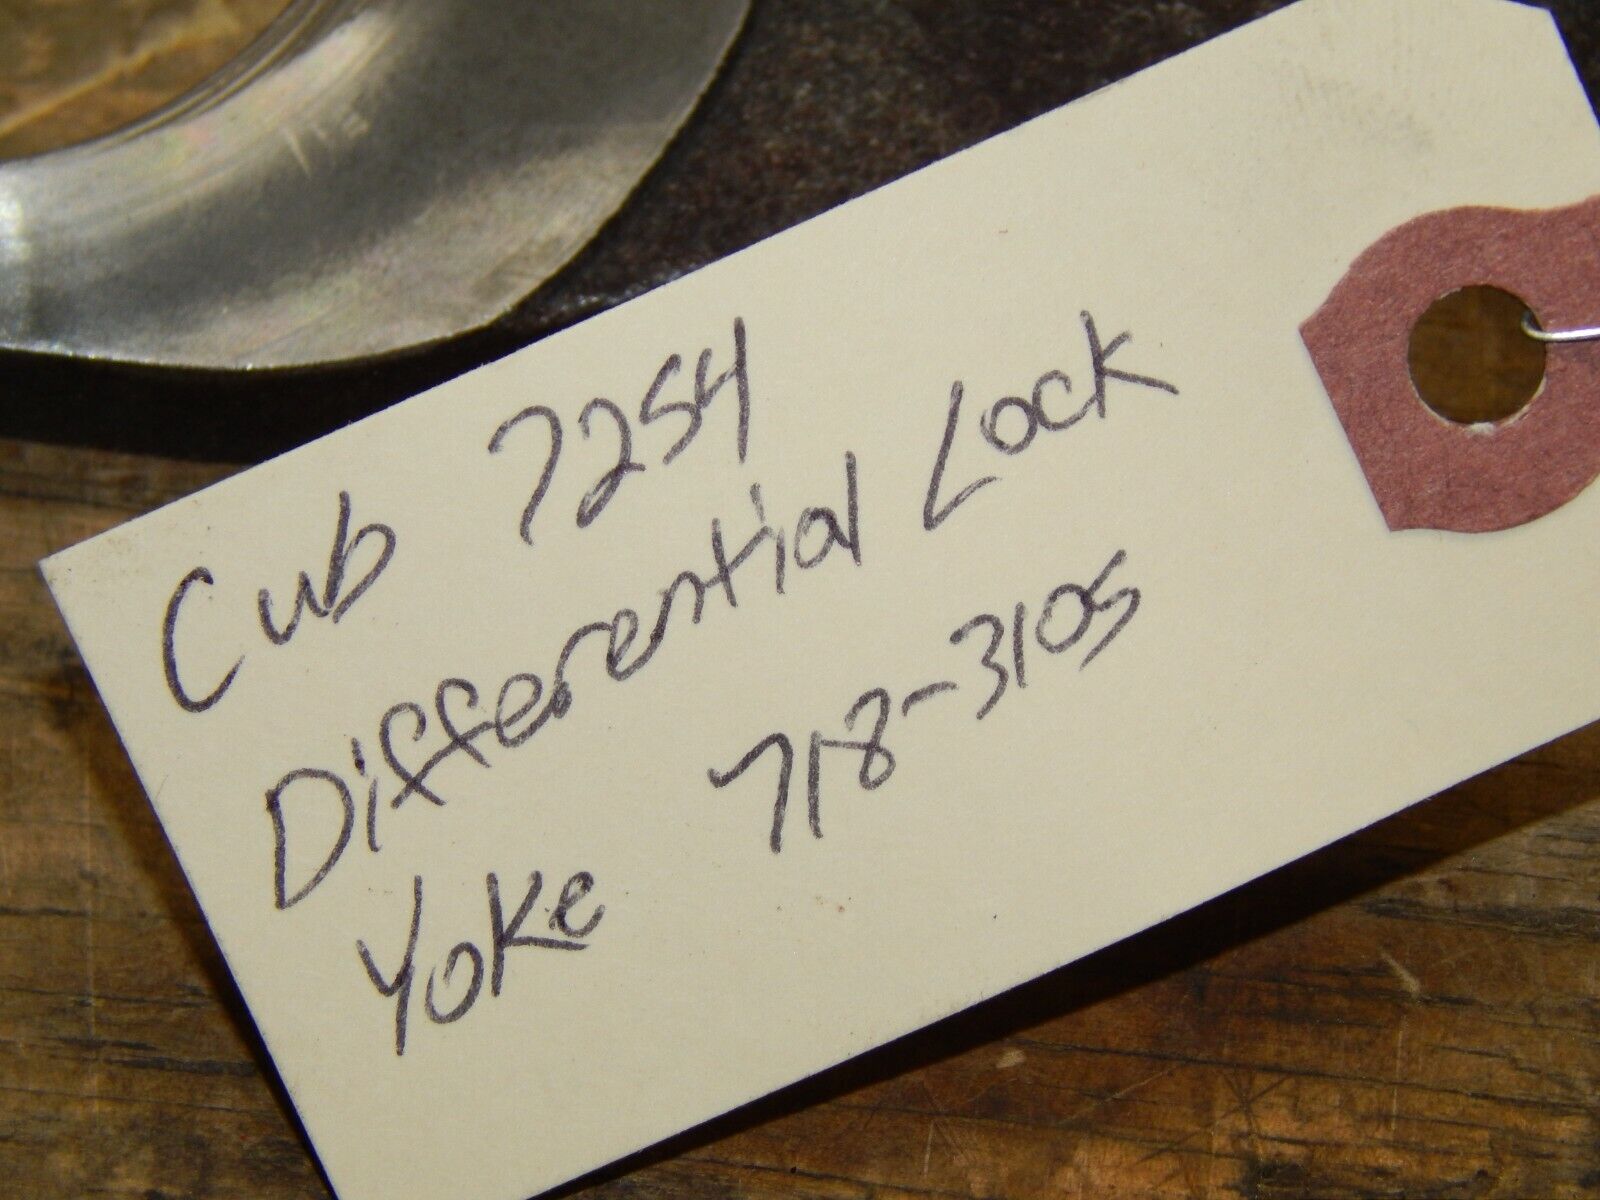 Cub 7254
Differential Lock
Yoke 718-3105